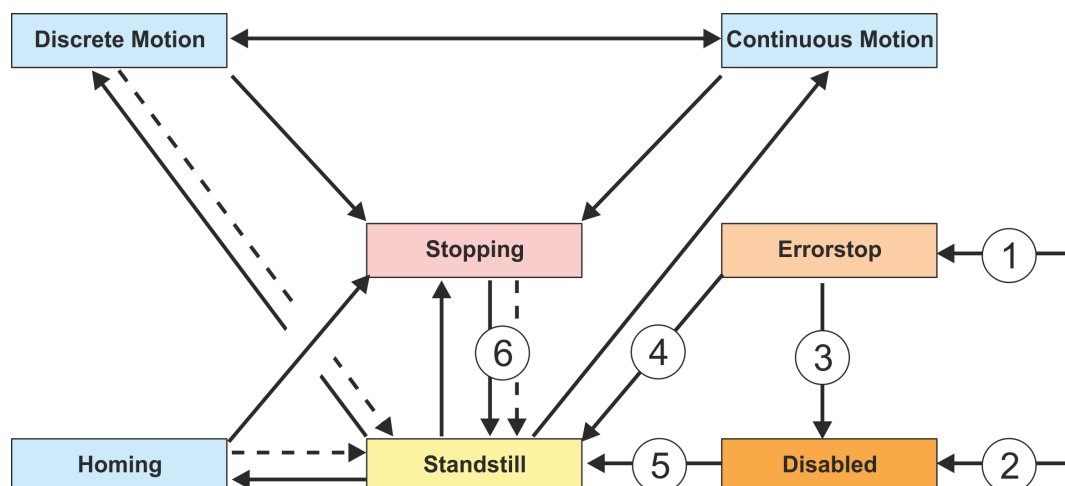 Discrete Motion
Continuous Motion
Stopping
Errorstop
1
6
4
3
Homing
Standstill
5
Disabled
2